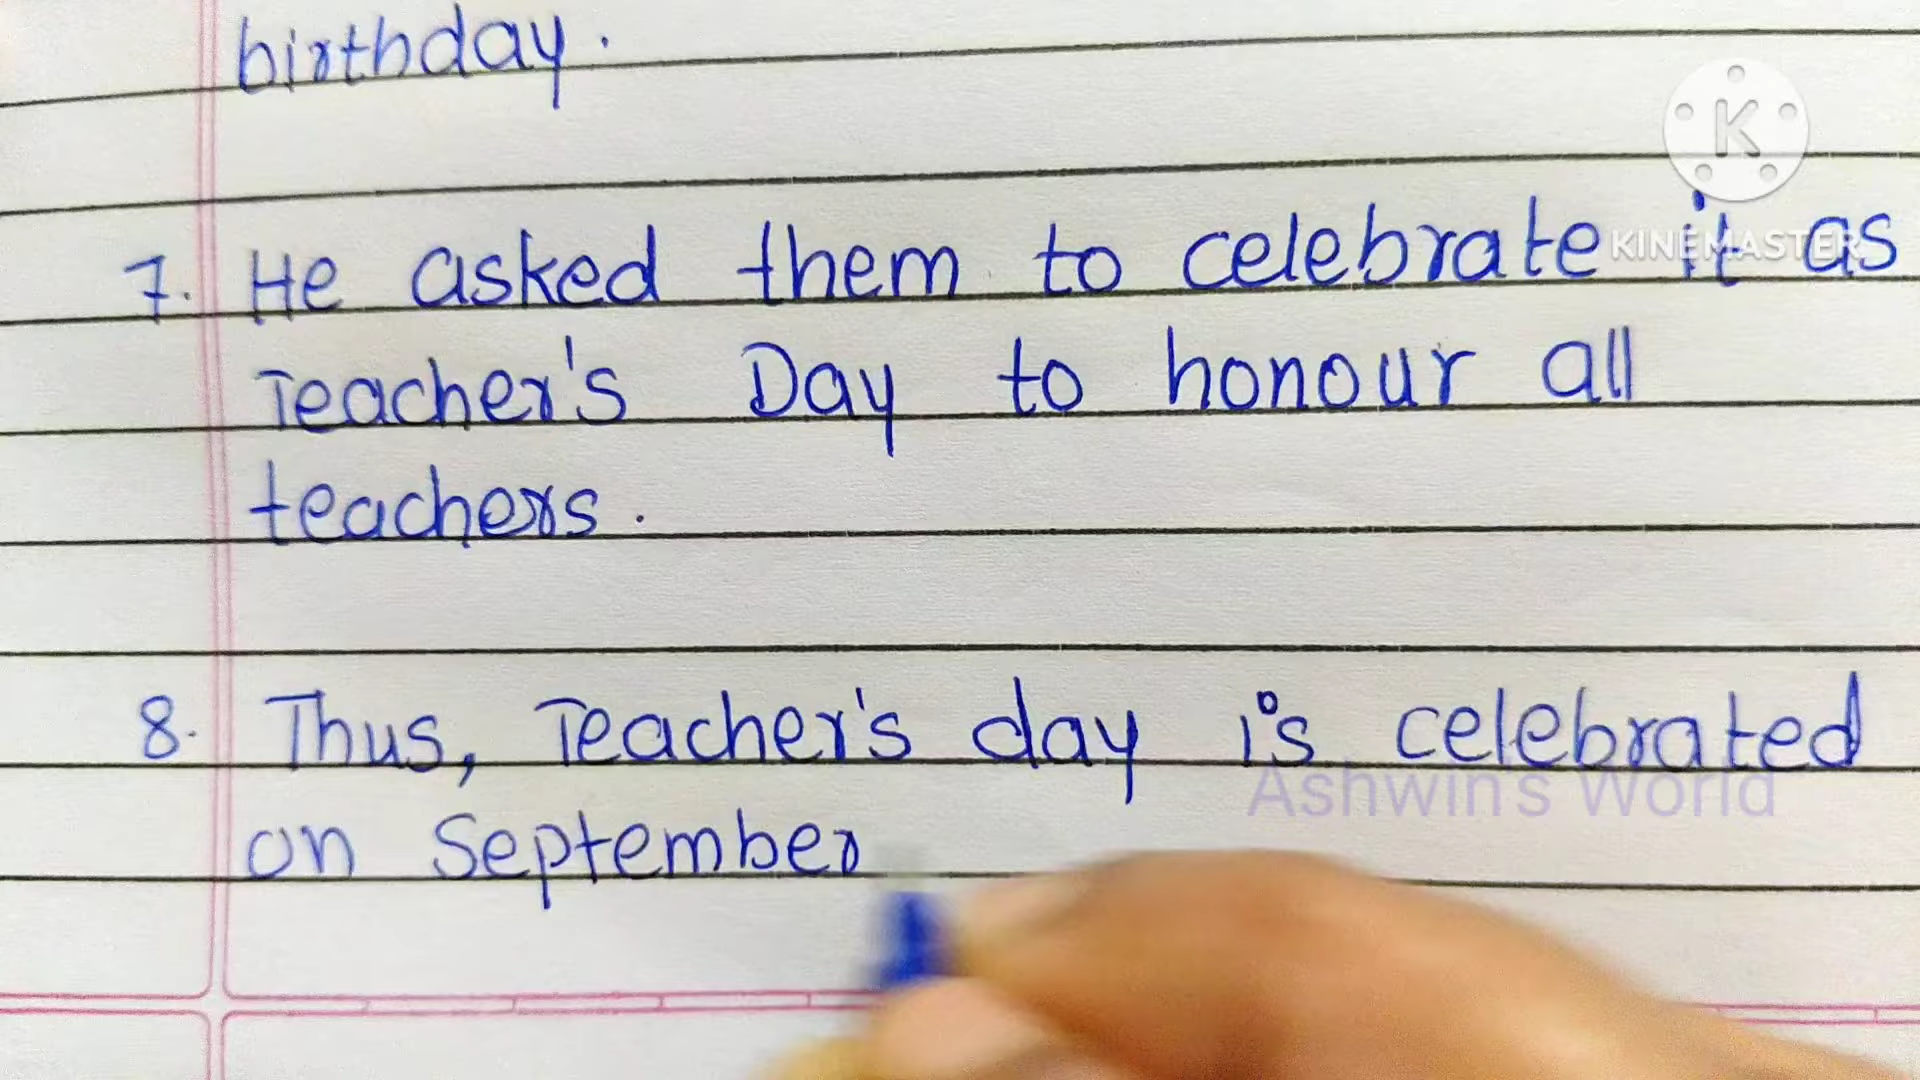 birthday.
7. He asked them to celebrate it as
Teacher's Day to honour all
teachers.
8. Thus, Teacher's day is celebrated
on September
K
KINEMASTER
Ashwin's World